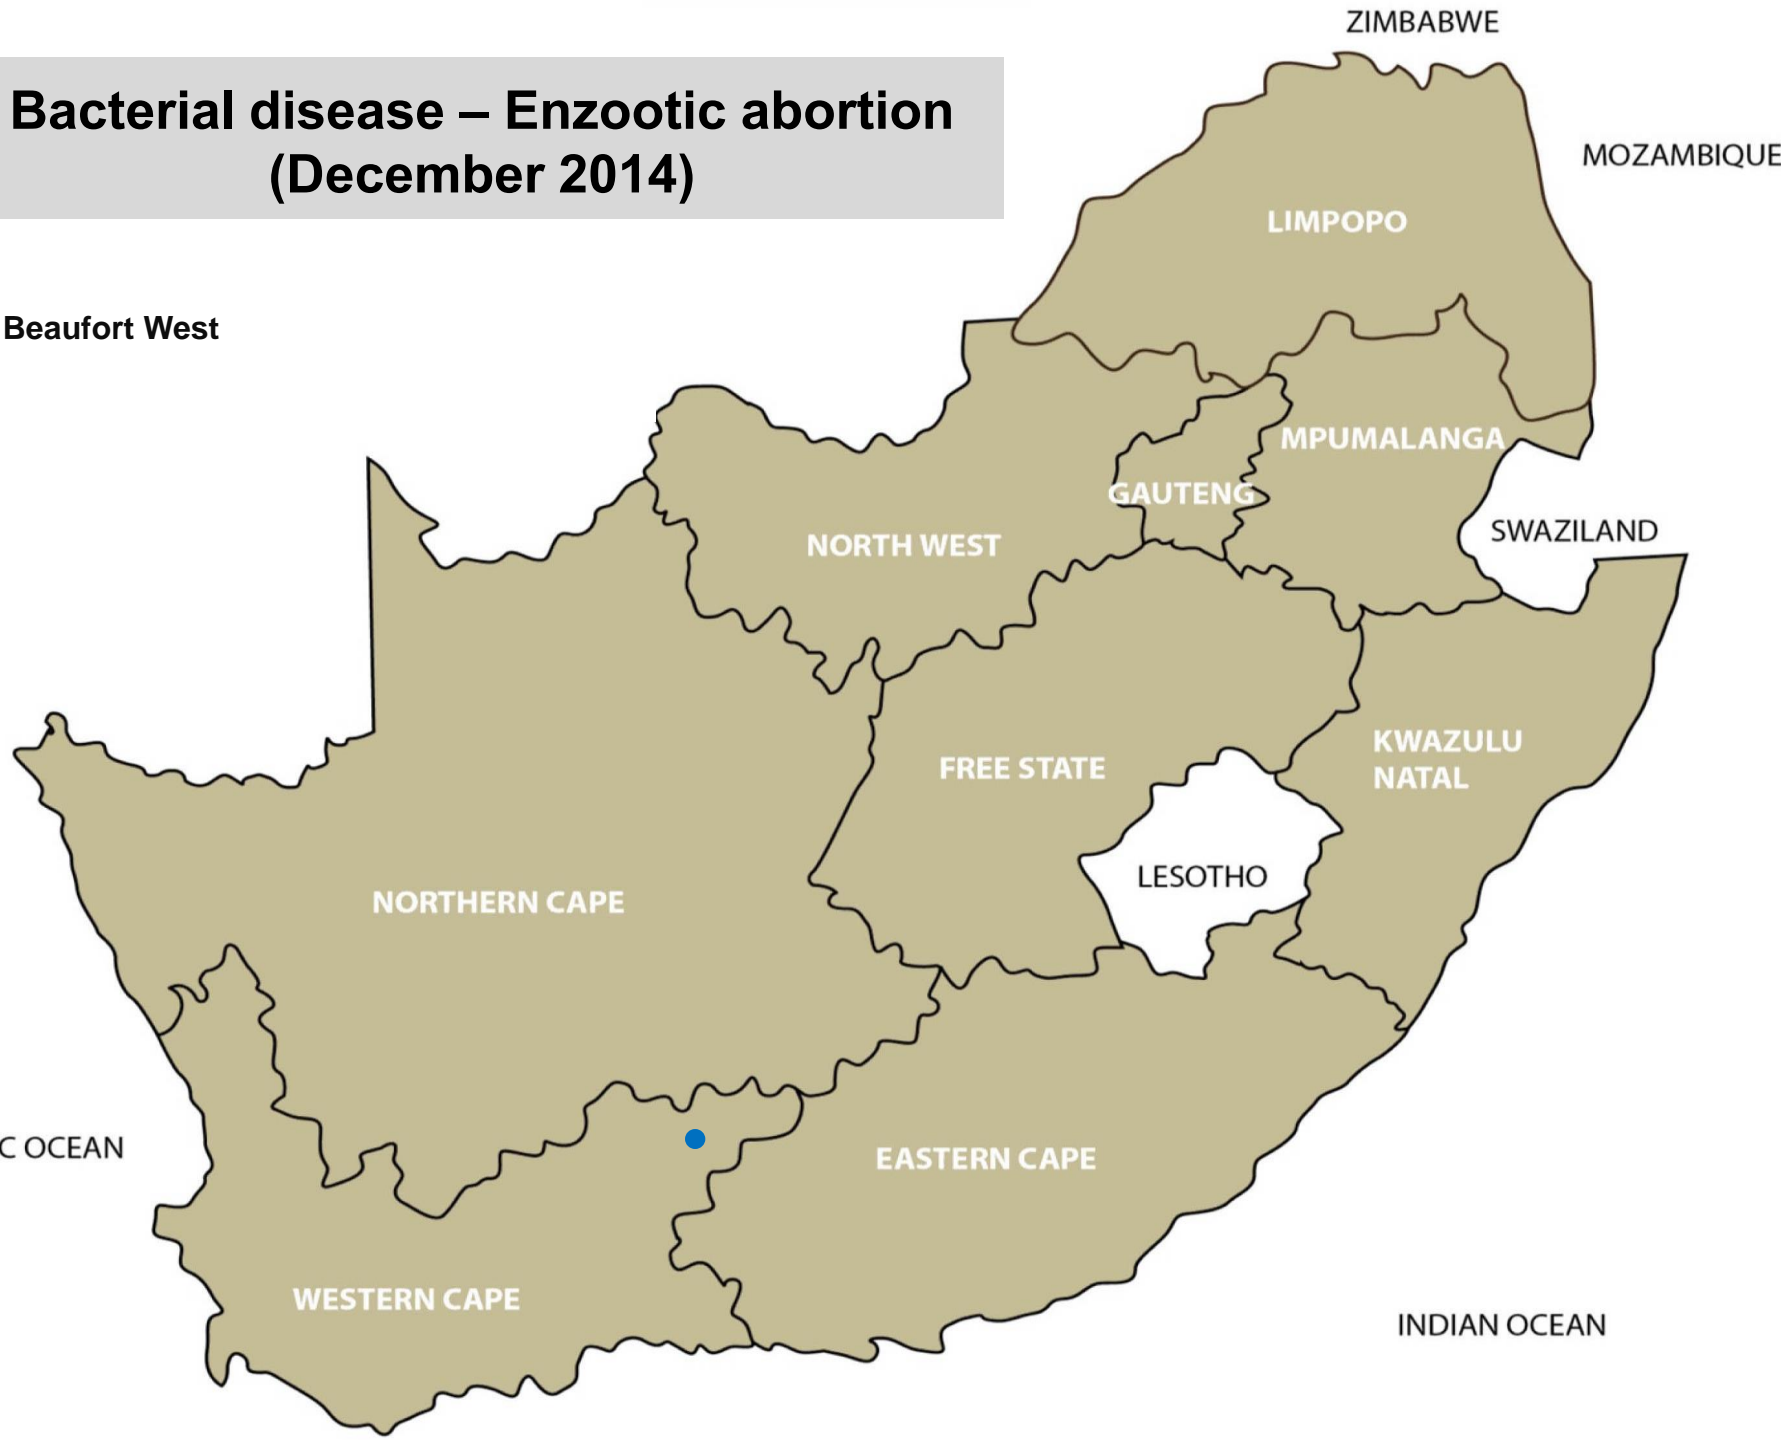 ZIMBABWE
Bacterial disease – Enzootic abortion
(December 2014)
MOZAMBIQUE
LIMPOPO
Beaufort West
MPUMALANGA
GAUTENG
SWAZILAND
NORTH WEST
KWAZULU
NATAL
FREE STATE
LESOTHO
NORTHERN CAPE
C OCEAN
EASTERN CAPE
WESTERN CAPE
INDIAN OCEAN